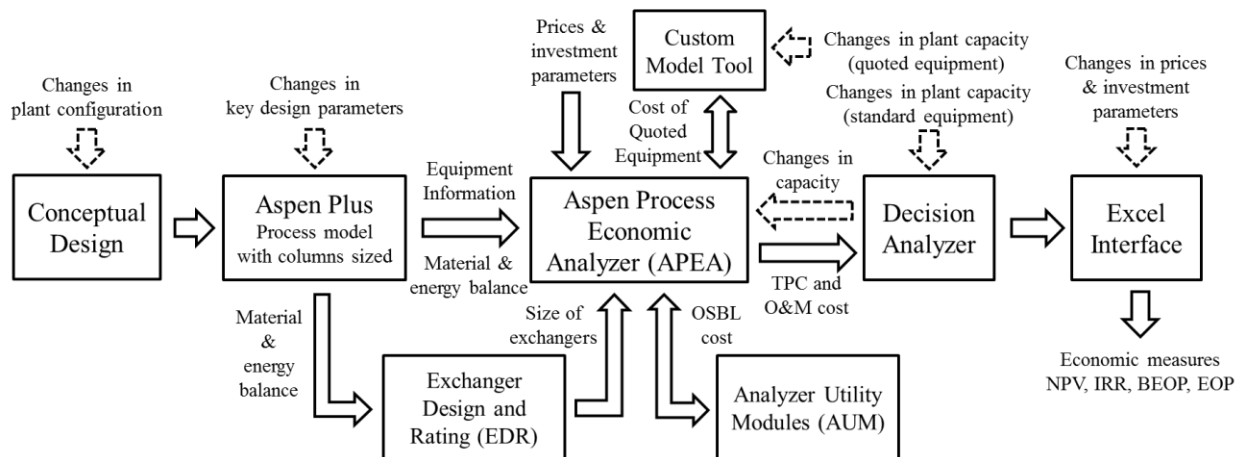 Changes in
plant configuration
Conceptual
Design
Changes in
key design parameters
Aspen Plus
Process model
with columns sized
Equipment
Information
Material &
energy balance
Material
&
energy
balance
Exchanger
Design and
Rating (EDR)
Size of
exchangers
Prices &
investment
parameters
Custom
Model Tool
Cost of
Quoted
Equipment
Aspen Process
Economic
Analyzer (APEA)
OSBL
cost
Analyzer Utility
Modules (AUM)
Changes in plant capacity
(quoted equipment)
Changes in plant capacity
(standard equipment)
Changes in
capacity
TPC and
O&M cost
Decision
Analyzer
Changes in prices
& investment
parameters
Excel
Interface
Economic measures
NPV, IRR, BEOP, EOP